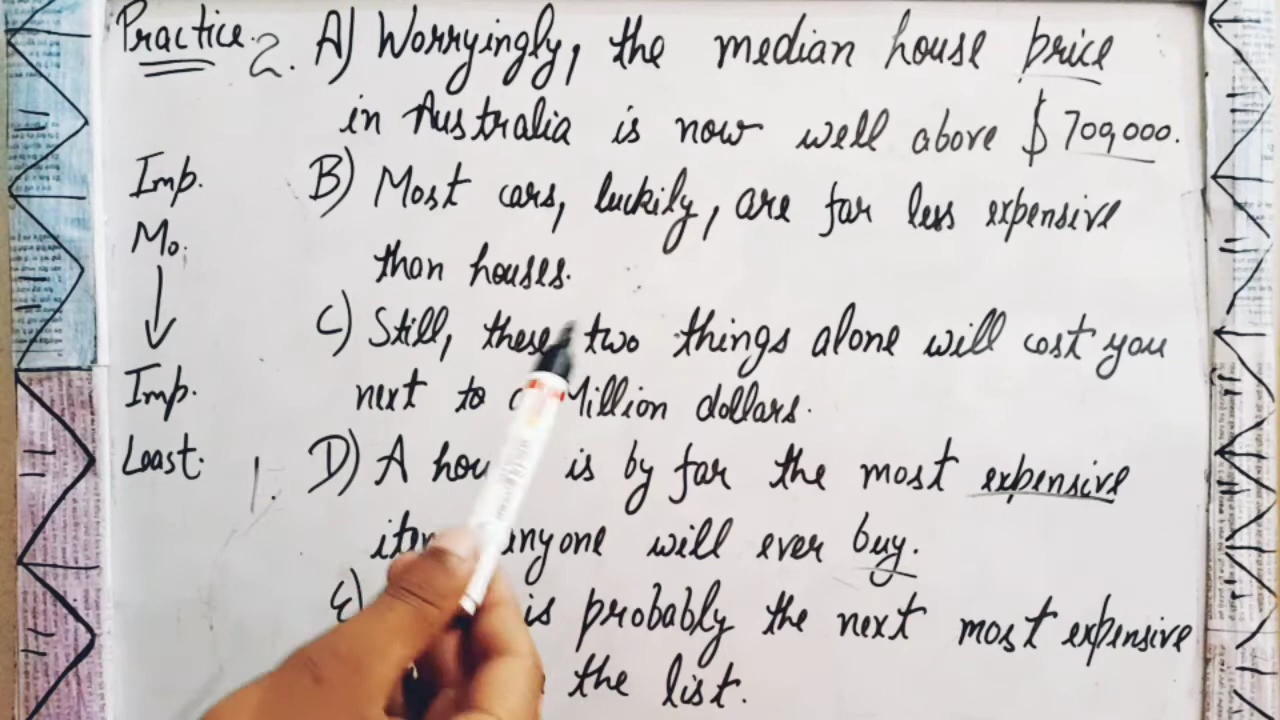 Practice. 2. A) Worryingly, the median house price
in Australia is now well above $ 700,000.
Imp. B) Most cars, luckily, are far less expensive
Mo.
than houses.
C) Still, these two things alone will cost you
Imp. next to a Million dollars.
Least. 1. D) A is by far the most expensive
anyone will ever buy.
E) is probably the next most expensive
the list.